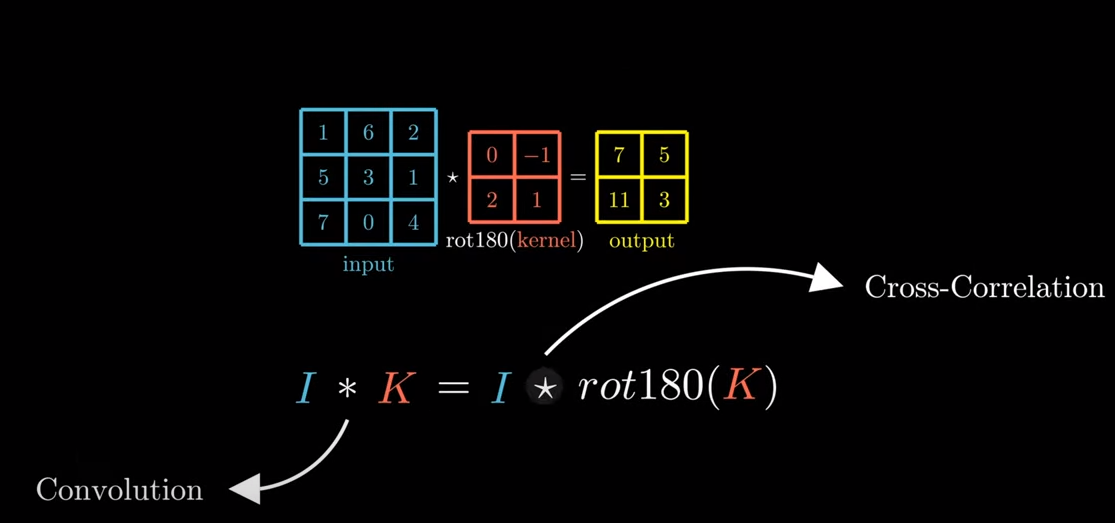 1 6 2
5 3 1
7 0 4
input
⋆
0 −1
2 1
rot180(kernel)
=
7 5
11 3
output
Cross-Correlation
I * K = I ⋆ rot180(K)
Convolution